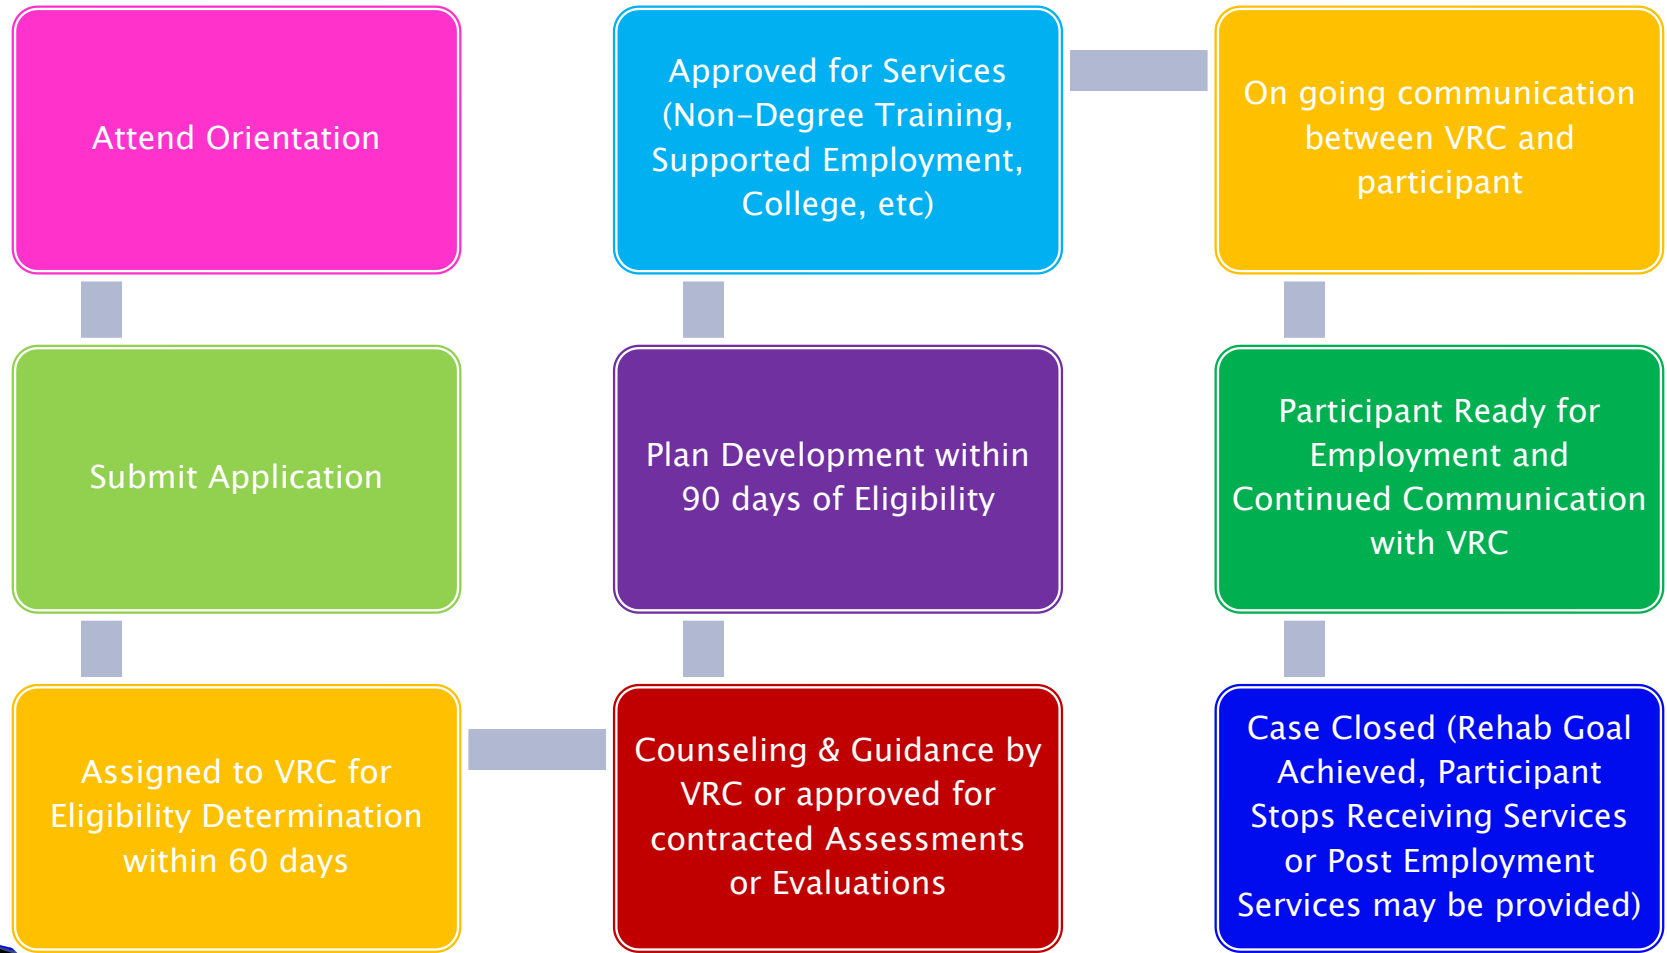 Attend Orientation
Submit Application
Assigned to VRC for
Eligibility Determination
within 60 days
Counseling & Guidance by
VRC or approved for
contracted Assessments
or Evaluations
Plan Development within
90 days of Eligibility
Approved for Services
(Non-Degree Training,
Supported Employment,
College, etc)
On going communication
between VRC and
participant
Participant Ready for
Employment and
Continued Communication
with VRC
Case Closed (Rehab Goal
Achieved, Participant
Stops Receiving Services
or Post Employment
Services may be provided)